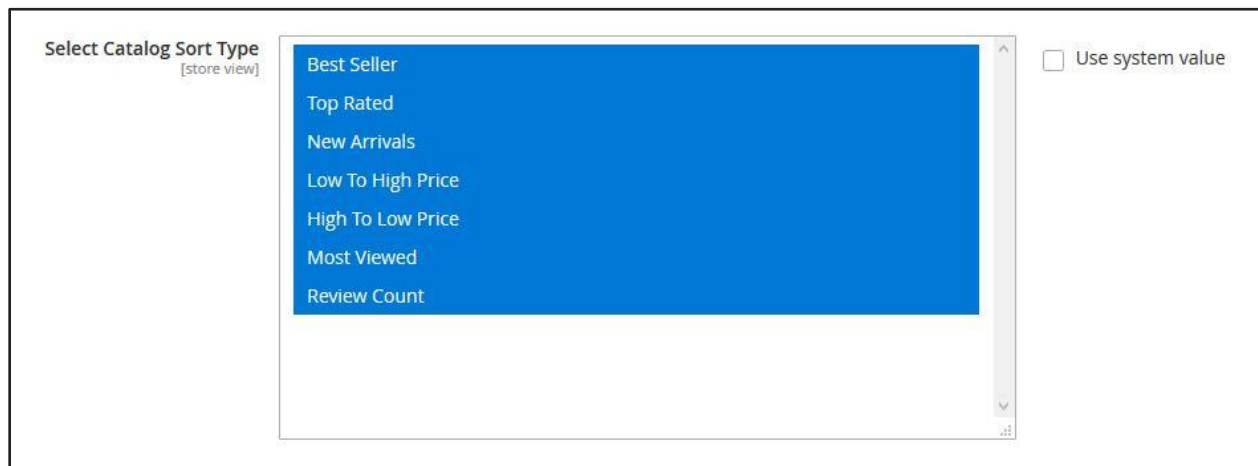 Select Catalog Sort Type
[store view]
Best Seller
Top Rated
New Arrivals
Low To High Price
High To Low Price
Most Viewed
Review Count
Use system value